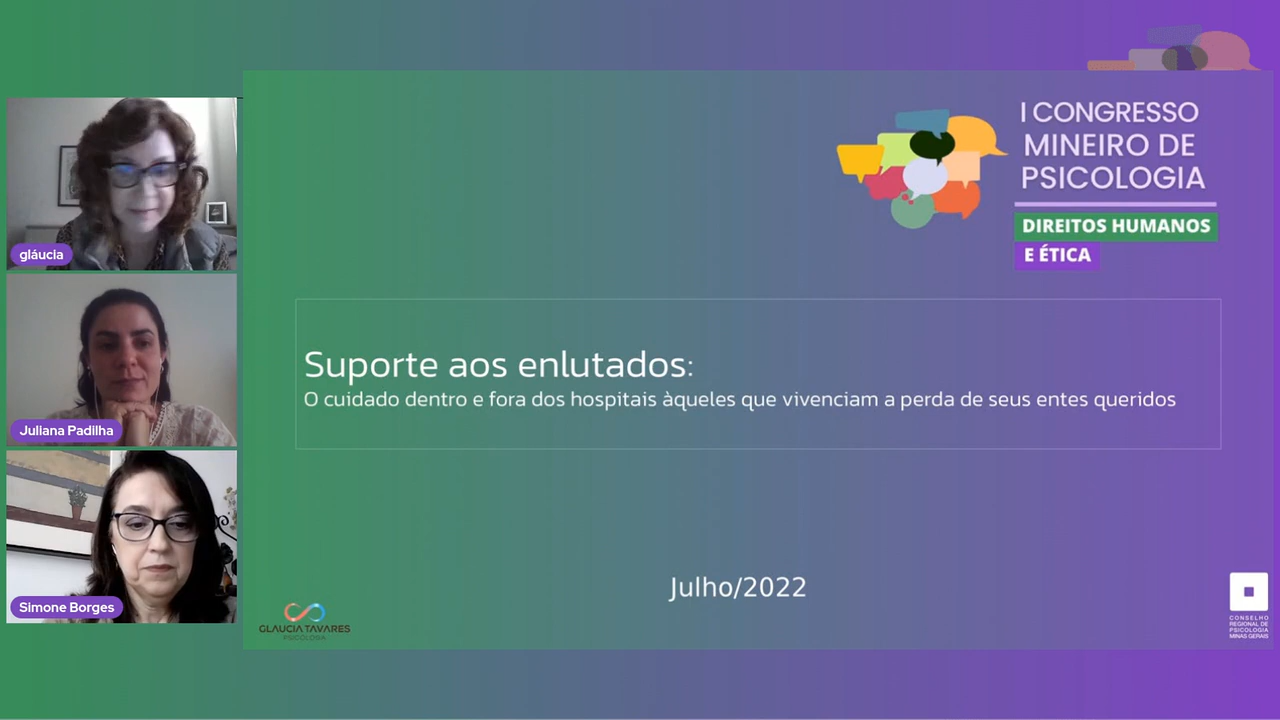 gláucia
Juliana Padilha
Simone Borges
I CONGRESSO
MINEIRO DE
PSICOLOGIA
DIREITOS HUMANOS
E ÉTICA
Suporte aos enlutados:
O cuidado dentro e fora dos hospitais àqueles que vivenciam a perda de seus entes queridos
Julho/2022
GLAUCIA TAVARES
PSICOLOGIA
CONSELHO
REGIONAL DE
PSICOLOGIA
MINAS GERAIS